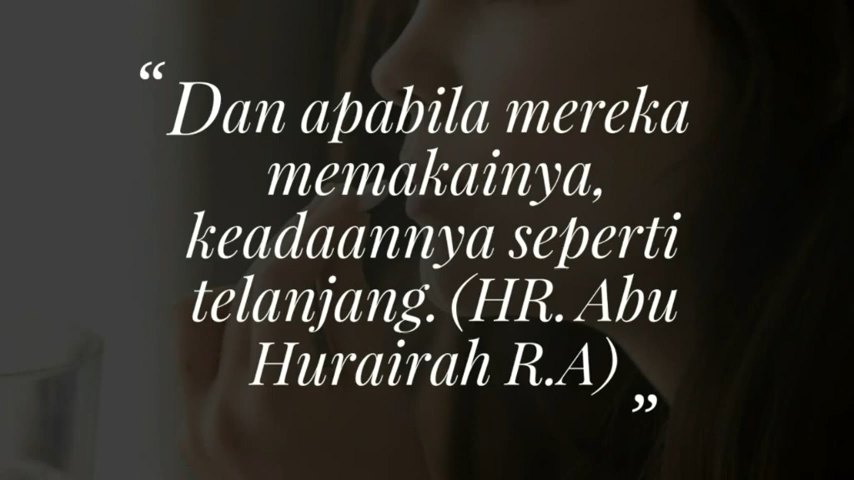 “Dan apabila mereka
memakainya,
keadaannya seperti
telanjang. (HR. Abu
Hurairah R.A)”